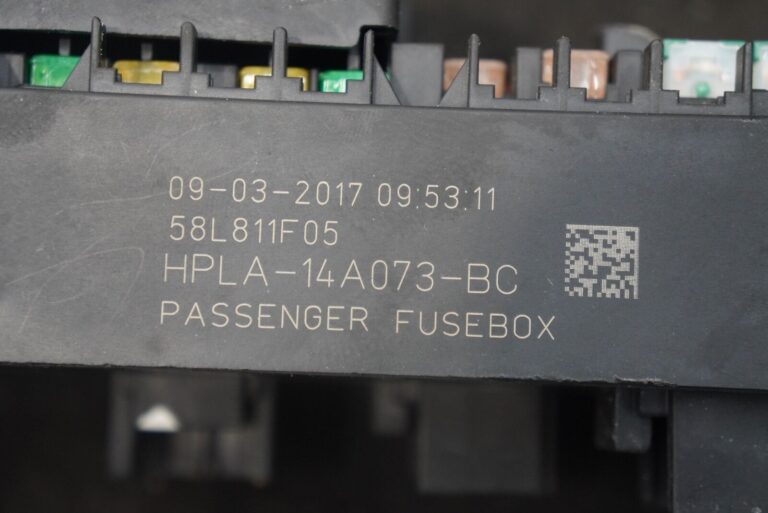 09-03-2017 09:53:11
58L811F05
HPLA-14A073-BC
PASSENGER FUSEBOX